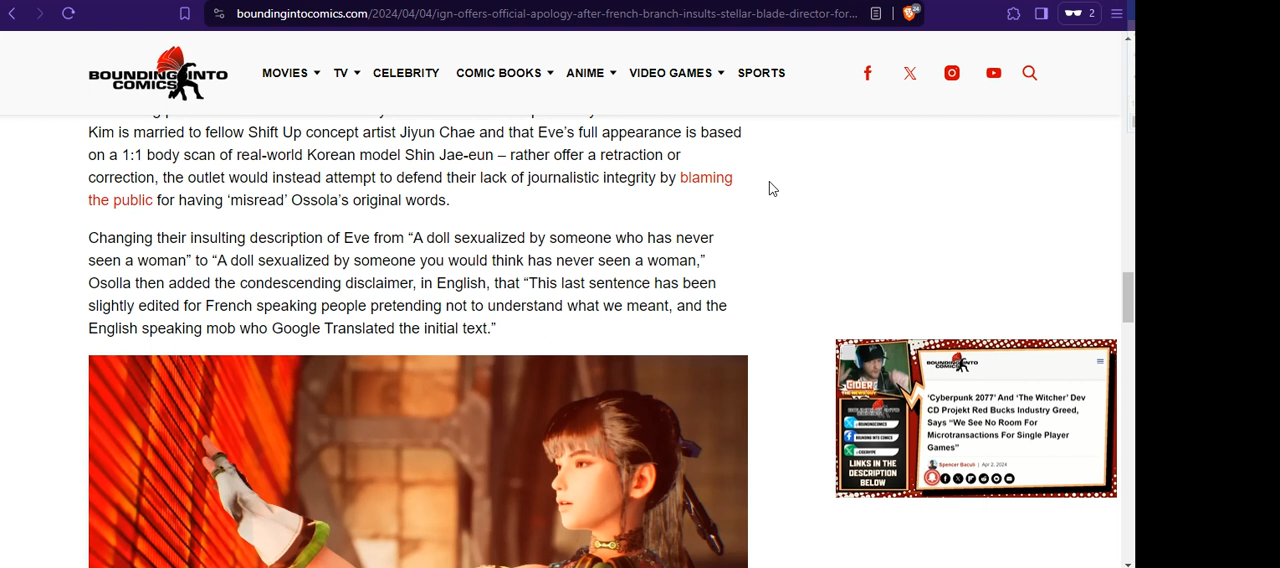 boundingintocomics.com/2024/04/04/ign-offers-official-apology-after-french-branch-insults-stellar-blade-director-for...
24
2
BOUNDING INTO
COMICS
MOVIES TV CELEBRITY COMIC BOOKS ANIME VIDEO GAMES SPORTS
Kim is married to fellow Shift Up concept artist Jiyun Chae and that Eve’s full appearance is based
on a 1:1 body scan of real-world Korean model Shin Jae-eun – rather offer a retraction or
correction, the outlet would instead attempt to defend their lack of journalistic integrity by blaming
the public for having ‘misread’ Ossola’s original words.
Changing their insulting description of Eve from “A doll sexualized by someone who has never
seen a woman” to “A doll sexualized by someone you would think has never seen a woman,”
Osolla then added the condescending disclaimer, in English, that “This last sentence has been
slightly edited for French speaking people pretending not to understand what we meant, and the
English speaking mob who Google Translated the initial text.”
CIDER
BOUNDING INTO
COMICS
LINKS IN THE
DESCRIPTION
BELOW
BOUNDING INTO
COMICS
‘Cyberpunk 2077’ And ‘The Witcher’ Dev
CD Projekt Red Bucks Industry Greed,
Says “We See No Room For
Microtransactions For Single Player
Games”
Spencer Baculi | Apr 2, 2024